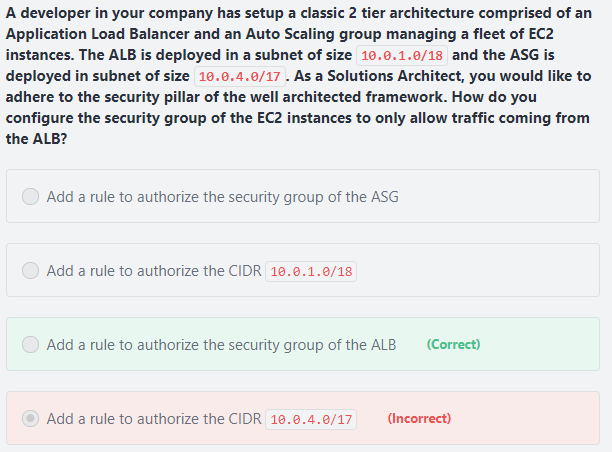 A developer in your company has setup a classic 2 tier architecture comprised of an
Application Load Balancer and an Auto Scaling group managing a fleet of EC2
instances. The ALB is deployed in a subnet of size 10.0.1.0/18 and the ASG is
deployed in subnet of size 10.0.4.0/17. As a Solutions Architect, you would like to
adhere to the security pillar of the well architected framework. How do you
configure the security group of the EC2 instances to only allow traffic coming from
the ALB?
Add a rule to authorize the security group of the ASG
Add a rule to authorize the CIDR 10.0.1.0/18
Add a rule to authorize the security group of the ALB (Correct)
Add a rule to authorize the CIDR 10.0.4.0/17 (Incorrect)